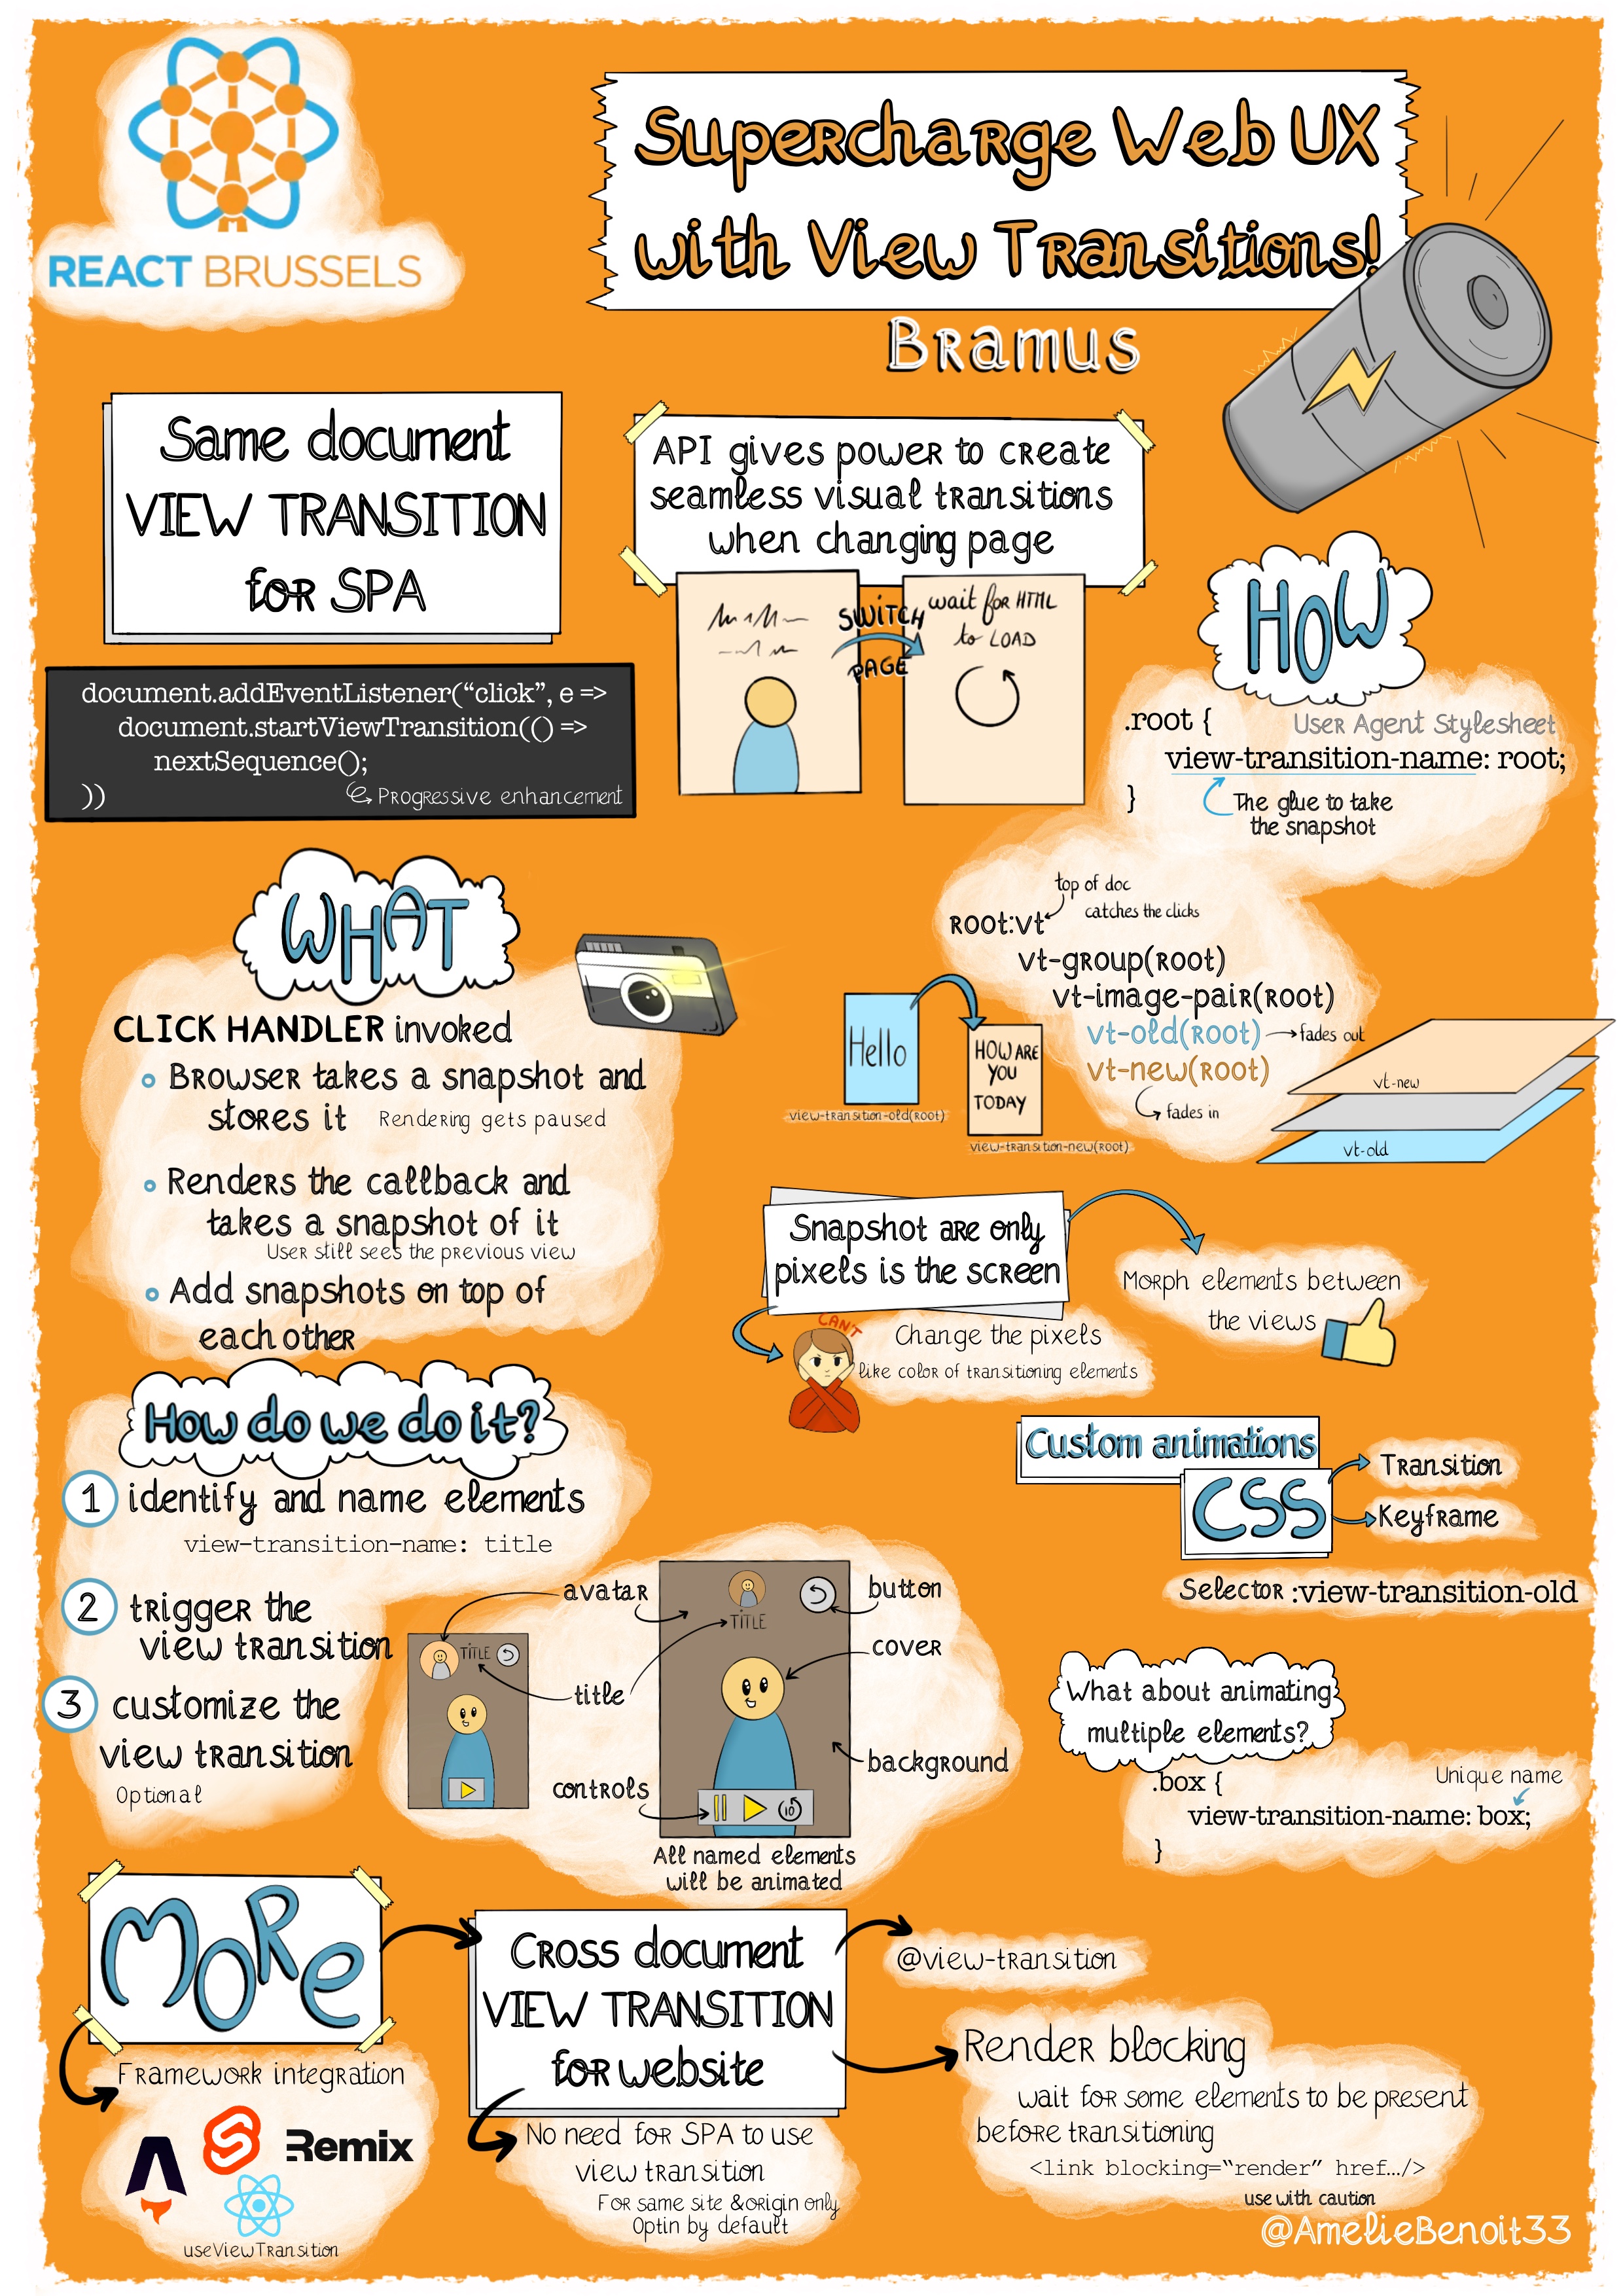 REACT BRUSSELS
Supercharge Web UX
with View Transitions!
Bramus
Same document
VIEW TRANSITION
for SPA
document.addEventListener(“click”, e =>
document.startViewTransition(() =>
nextSequence();
))
Progressive enhancement
API gives power to create
seamless visual transitions
when changing page
SWITCH
PAGE
wait for HTML
to LOAD
HOW
.root {
User Agent Stylesheet
view-transition-name: root;
The glue to take
the snapshot
}
top of doc
catches the clicks
root:vt
vt-group(root)
vt-image-pair(root)
vt-old(root)
fades out
vt-new(root)
fades in
Hello
view-transition-old(root)
HOW ARE
YOU
TODAY
view-transition-new(root)
vt-new
vt-old
WHAT
CLICK HANDLER invoked
Browser takes a snapshot and
stores it
Rendering gets paused
Renders the callback and
takes a snapshot of it
User still sees the previous view
Add snapshots on top of
each other
Snapshot are only
pixels is the screen
Morph elements between
the views
CAN'T
Change the pixels
like color of transitioning elements
How do we do it?
1 identify and name elements
view-transition-name: title
2 trigger the
view transition
3 customize the
view transition
Optional
avatar
TITLE
title
controls
TITLE
10
button
cover
background
All named elements
will be animated
Custom animations
CSS
Transition
Keyframe
Selector :view-transition-old
What about animating
multiple elements?
.box {
Unique name
view-transition-name: box;
}
MORe
Framework integration
Remix
useViewTransition
Cross document
VIEW TRANSITION
for website
@view-transition
Render blocking
wait for some elements to be present
before transitioning
<link blocking=“render” href.../>
use with caution
No need for SPA to use
view transition
For same site & origin only
Optin by default
@AmelieBenoit33